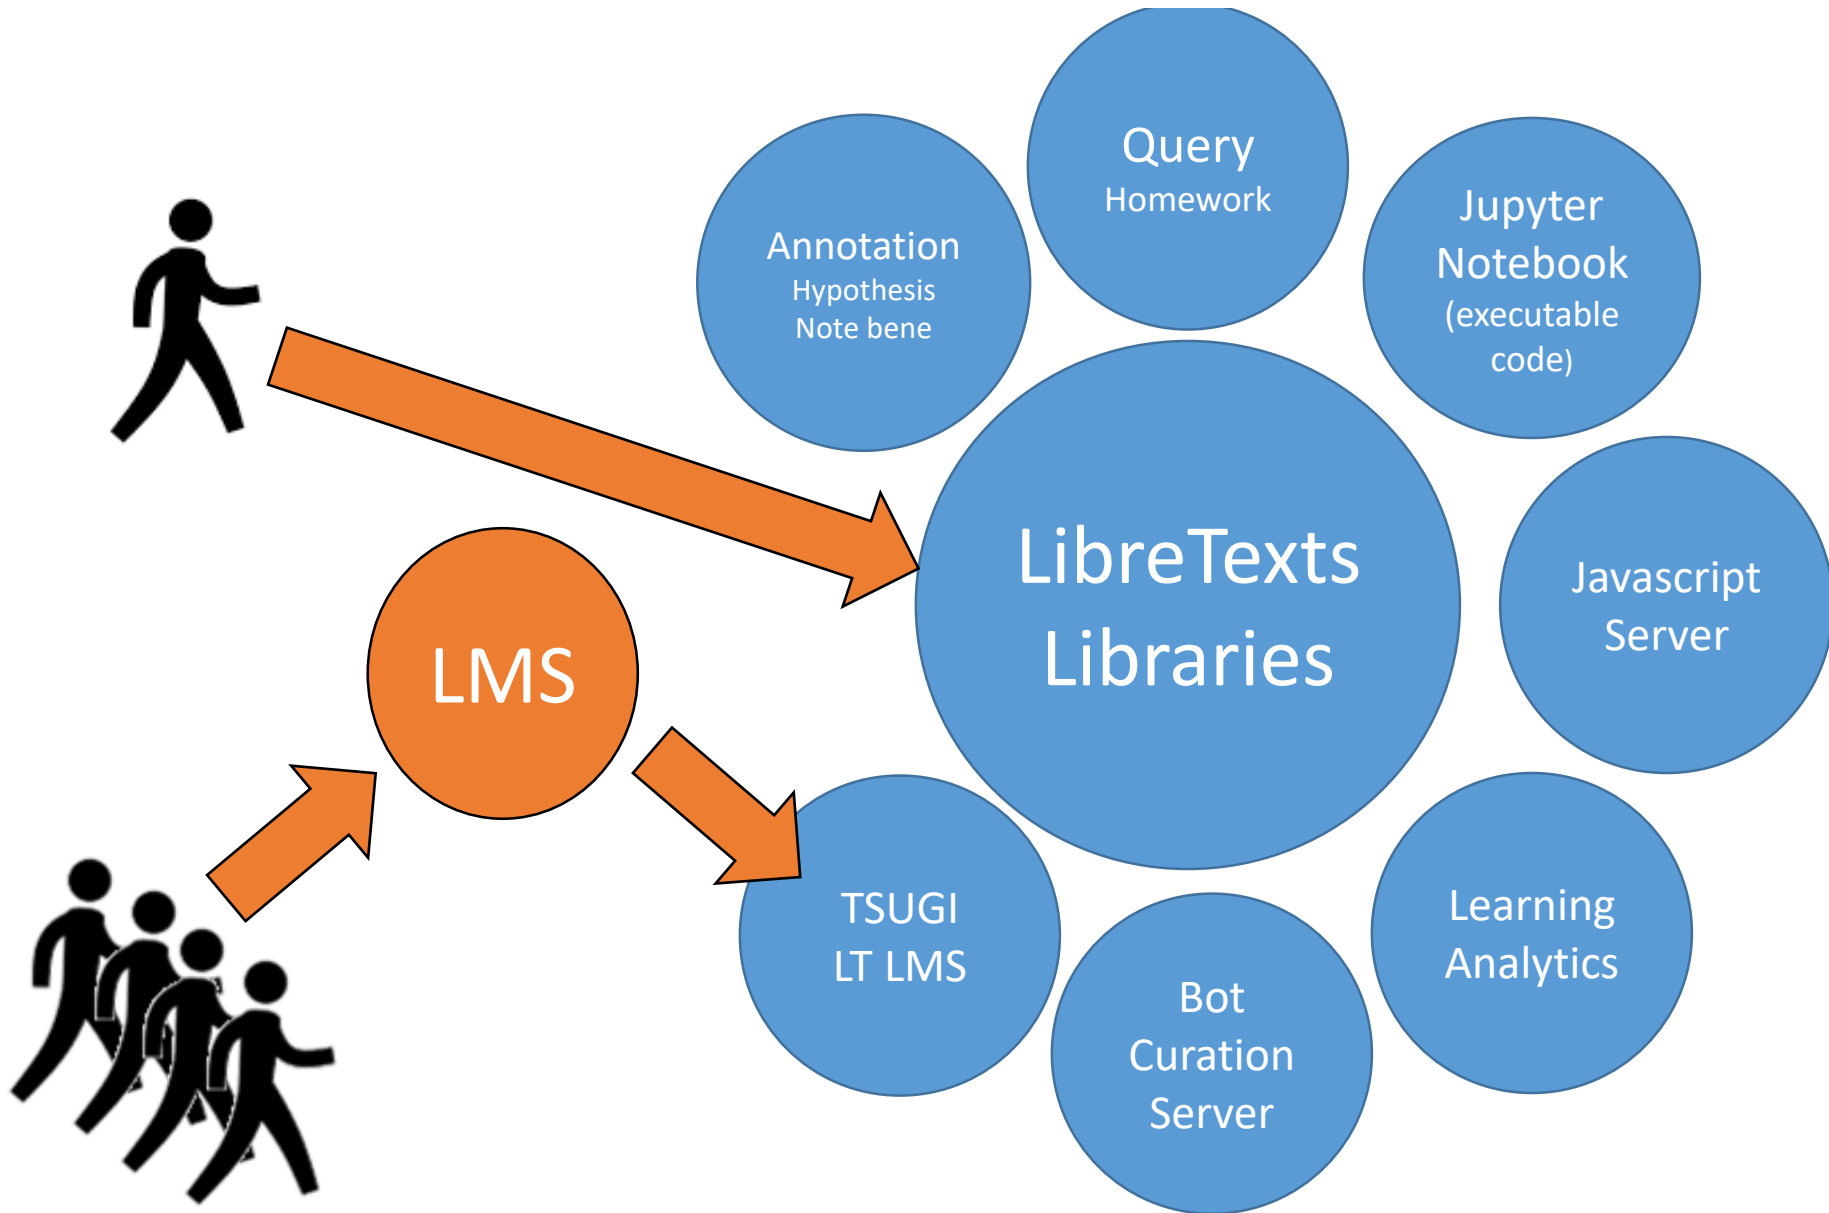 Query
Homework
Annotation
Hypothesis
Note bene
Jupyter
Notebook
(executable
code)
LibreTexts
Libraries
Javascript
Server
LMS
TSUGI
LT LMS
Learning
Analytics
Bot
Curation
Server